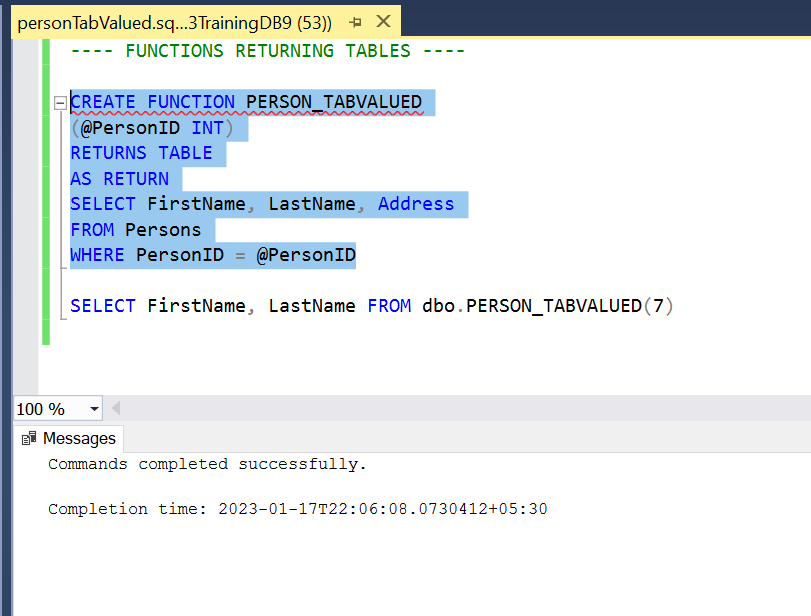 personTabValued.sq...3TrainingDB9 (53))
---- FUNCTIONS RETURNING TABLES ----
CREATE FUNCTION PERSON_TABVALUED
(@PersonID INT)
RETURNS TABLE
AS RETURN
SELECT FirstName, LastName, Address
FROM Persons
WHERE PersonID = @PersonID
SELECT FirstName, LastName FROM dbo.PERSON_TABVALUED(7)
100 %
Messages
Commands completed successfully.
Completion time: 2023-01-17T22:06:08.0730412+05:30